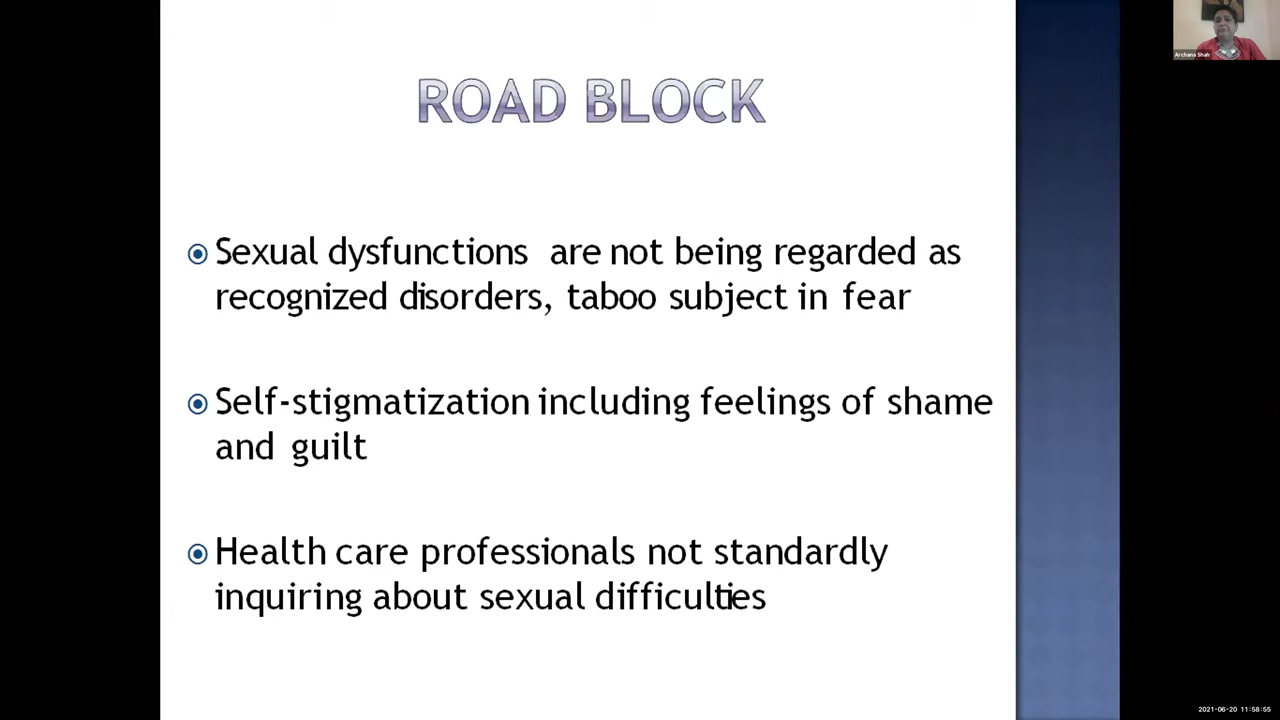 ROAD BLOCK
Archana Shah
Sexual dysfunctions are not being regarded as
recognized disorders, taboo subject in fear
Self-stigmatization including feelings of shame
and guilt
Health care professionals not standardly
inquiring about sexual difficulties
2021-06-20 11:58:55